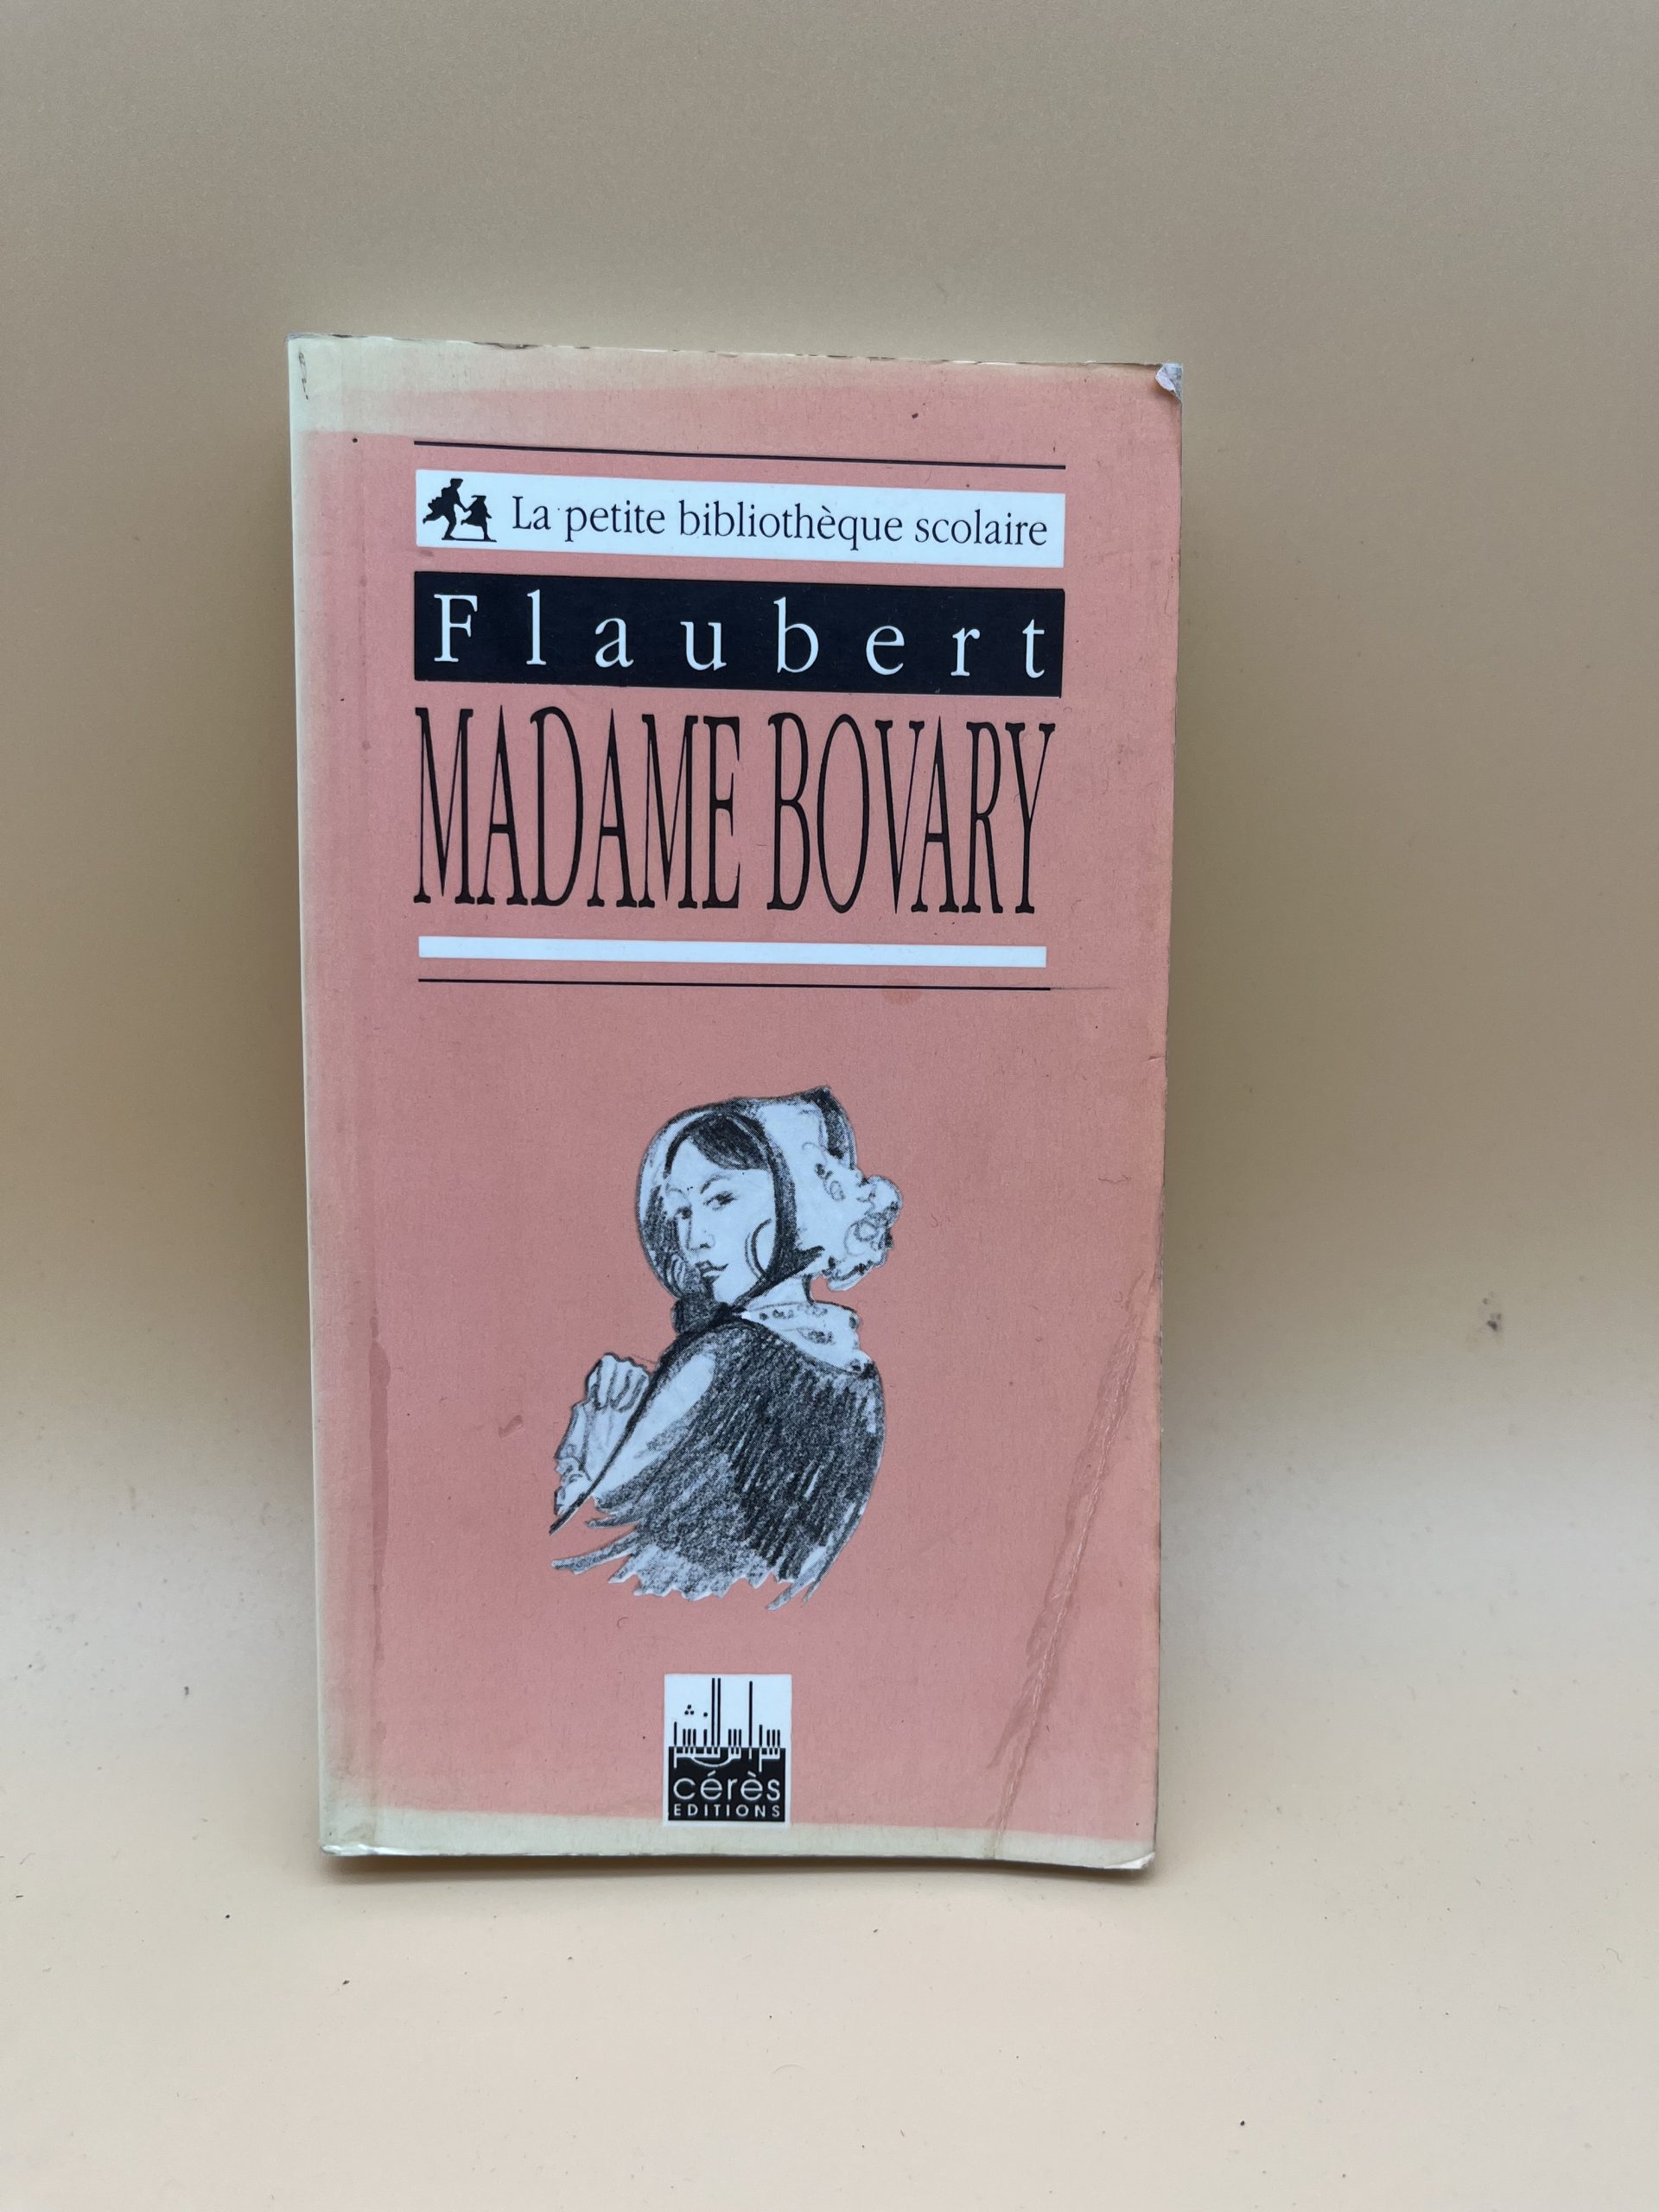 La petite bibliothèque scolaire
Flaubert
MADAME BOVARY
cérès
EDITIONS